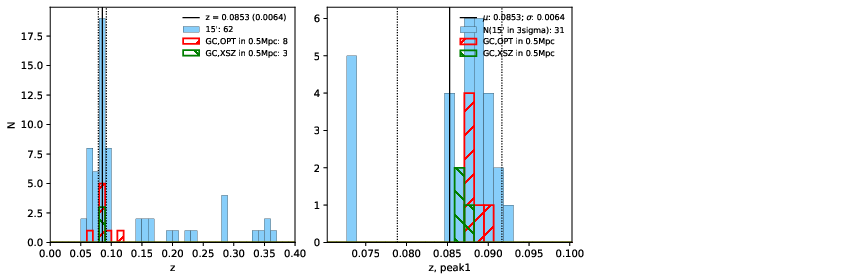 z = 0.0853 (0.0064)
15': 62
GC,OPT in 0.5Mpc: 8
GC,XSZ in 0.5Mpc: 3
N
17.5
15.0
12.5
10.0
7.5
5.0
2.5
0.0
0.00 0.05 0.10 0.15 0.20 0.25 0.30 0.35 0.40
z
μ: 0.0853; σ: 0.0064
N(15' in 3sigma): 31
GC,OPT in 0.5Mpc
GC,XSZ in 0.5Mpc
6
5
4
3
2
1
0
0.075 0.080 0.085 0.090 0.095 0.100
z, peak1